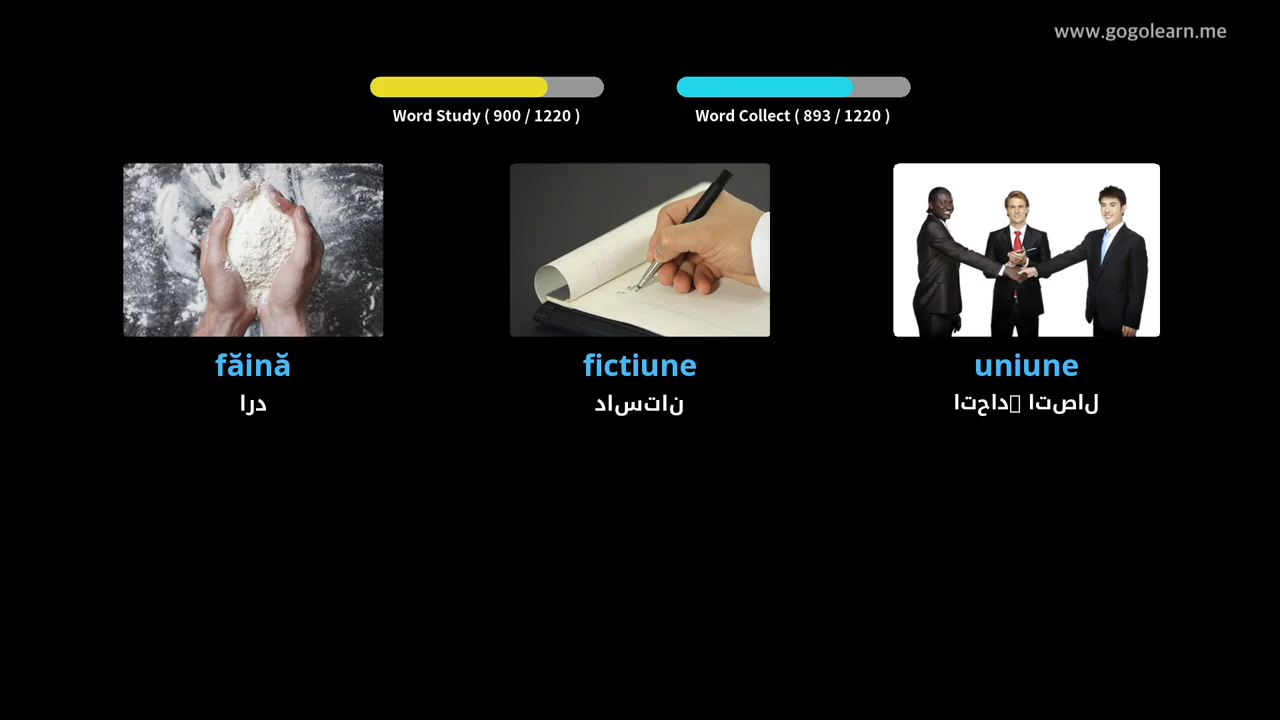 www.gogolearn.me
Word Study ( 900 / 1220 )
Word Collect ( 893 / 1220 )
făină
ارد
fictiune
داستان
uniune
اتحاد اتصال